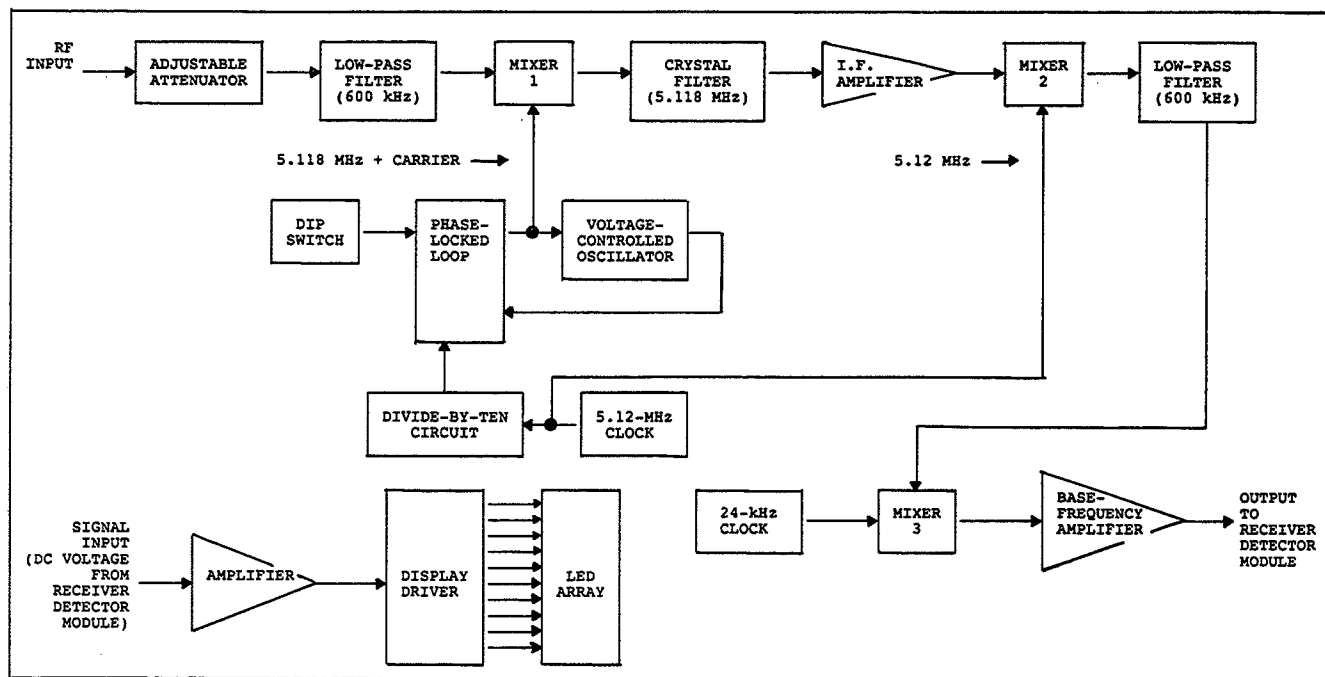 RF
INPUT
ADJUSTABLE
ATTENUATOR
LOW-PASS
FILTER
(600 kHz)
MIXER
1
CRYSTAL
FILTER
(5.118 MHz)
I.F.
AMPLIFIER
MIXER
2
LOW-PASS
FILTER
(600 kHz)
5.118 MHz + CARRIER
5.12 MHz
DIP
SWITCH
PHASE-
LOCKED
LOOP
VOLTAGE-
CONTROLLED
OSCILLATOR
DIVIDE-BY-TEN
CIRCUIT
5.12-MHz
CLOCK
SIGNAL
INPUT
(DC VOLTAGE
FROM
RECEIVER
DETECTOR
MODULE)
AMPLIFIER
DISPLAY
DRIVER
LED
ARRAY
24-kHz
CLOCK
MIXER
3
BASE-
FREQUENCY
AMPLIFIER
OUTPUT
TO
RECEIVER
DETECTOR
MODULE